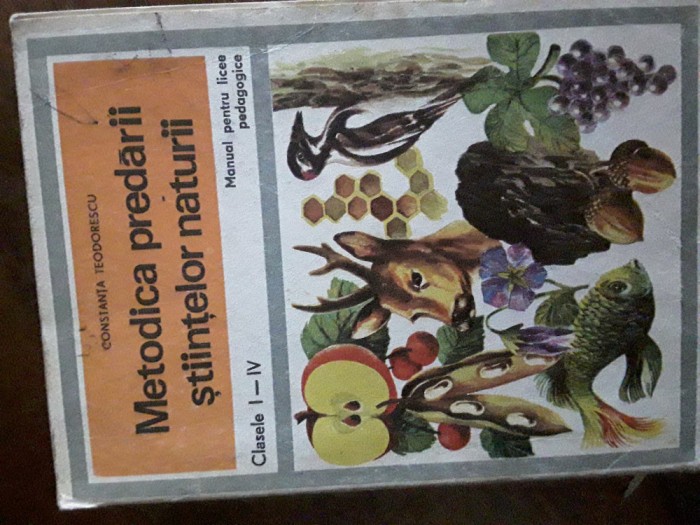 CONSTANȚA TEODORESCU
Metodica predării
științelor naturii
Manual pentru licee
pedagogice
Clasele I—IV